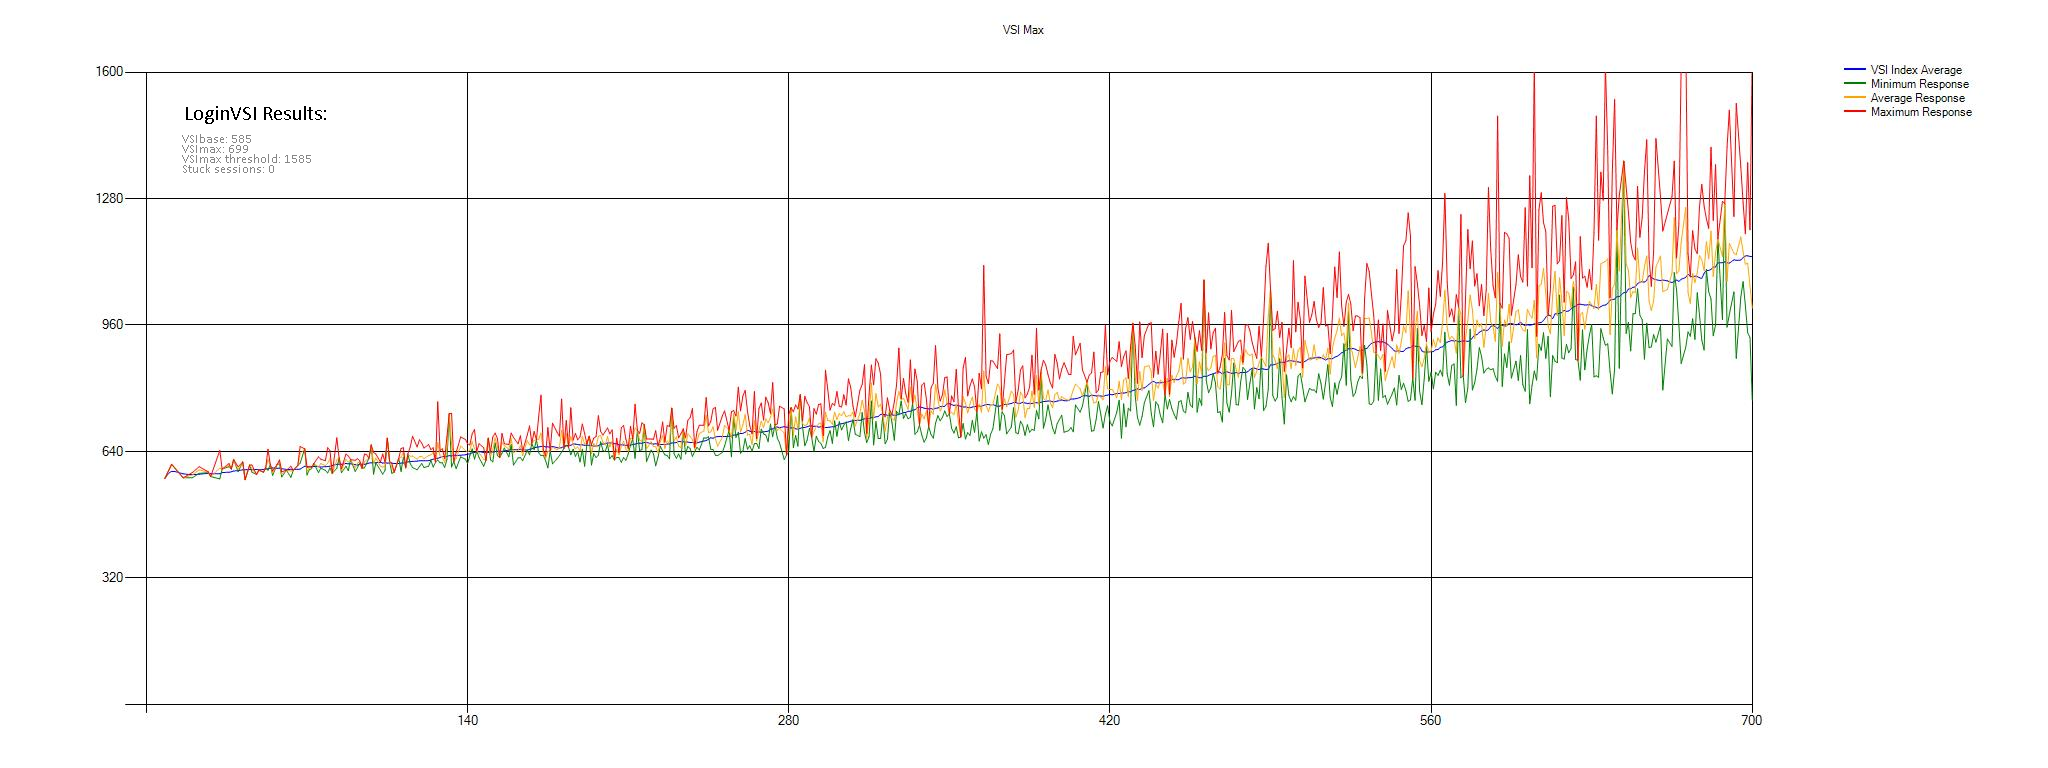 VSI Max
1600
1280
960
640
320
LoginVSI Results:
VSIbase: 585
VSImax: 699
VSImax threshold: 1585
Stuck sessions: 0
VSI Index Average
Minimum Response
Average Response
Maximum Response
140 280 420 560 700